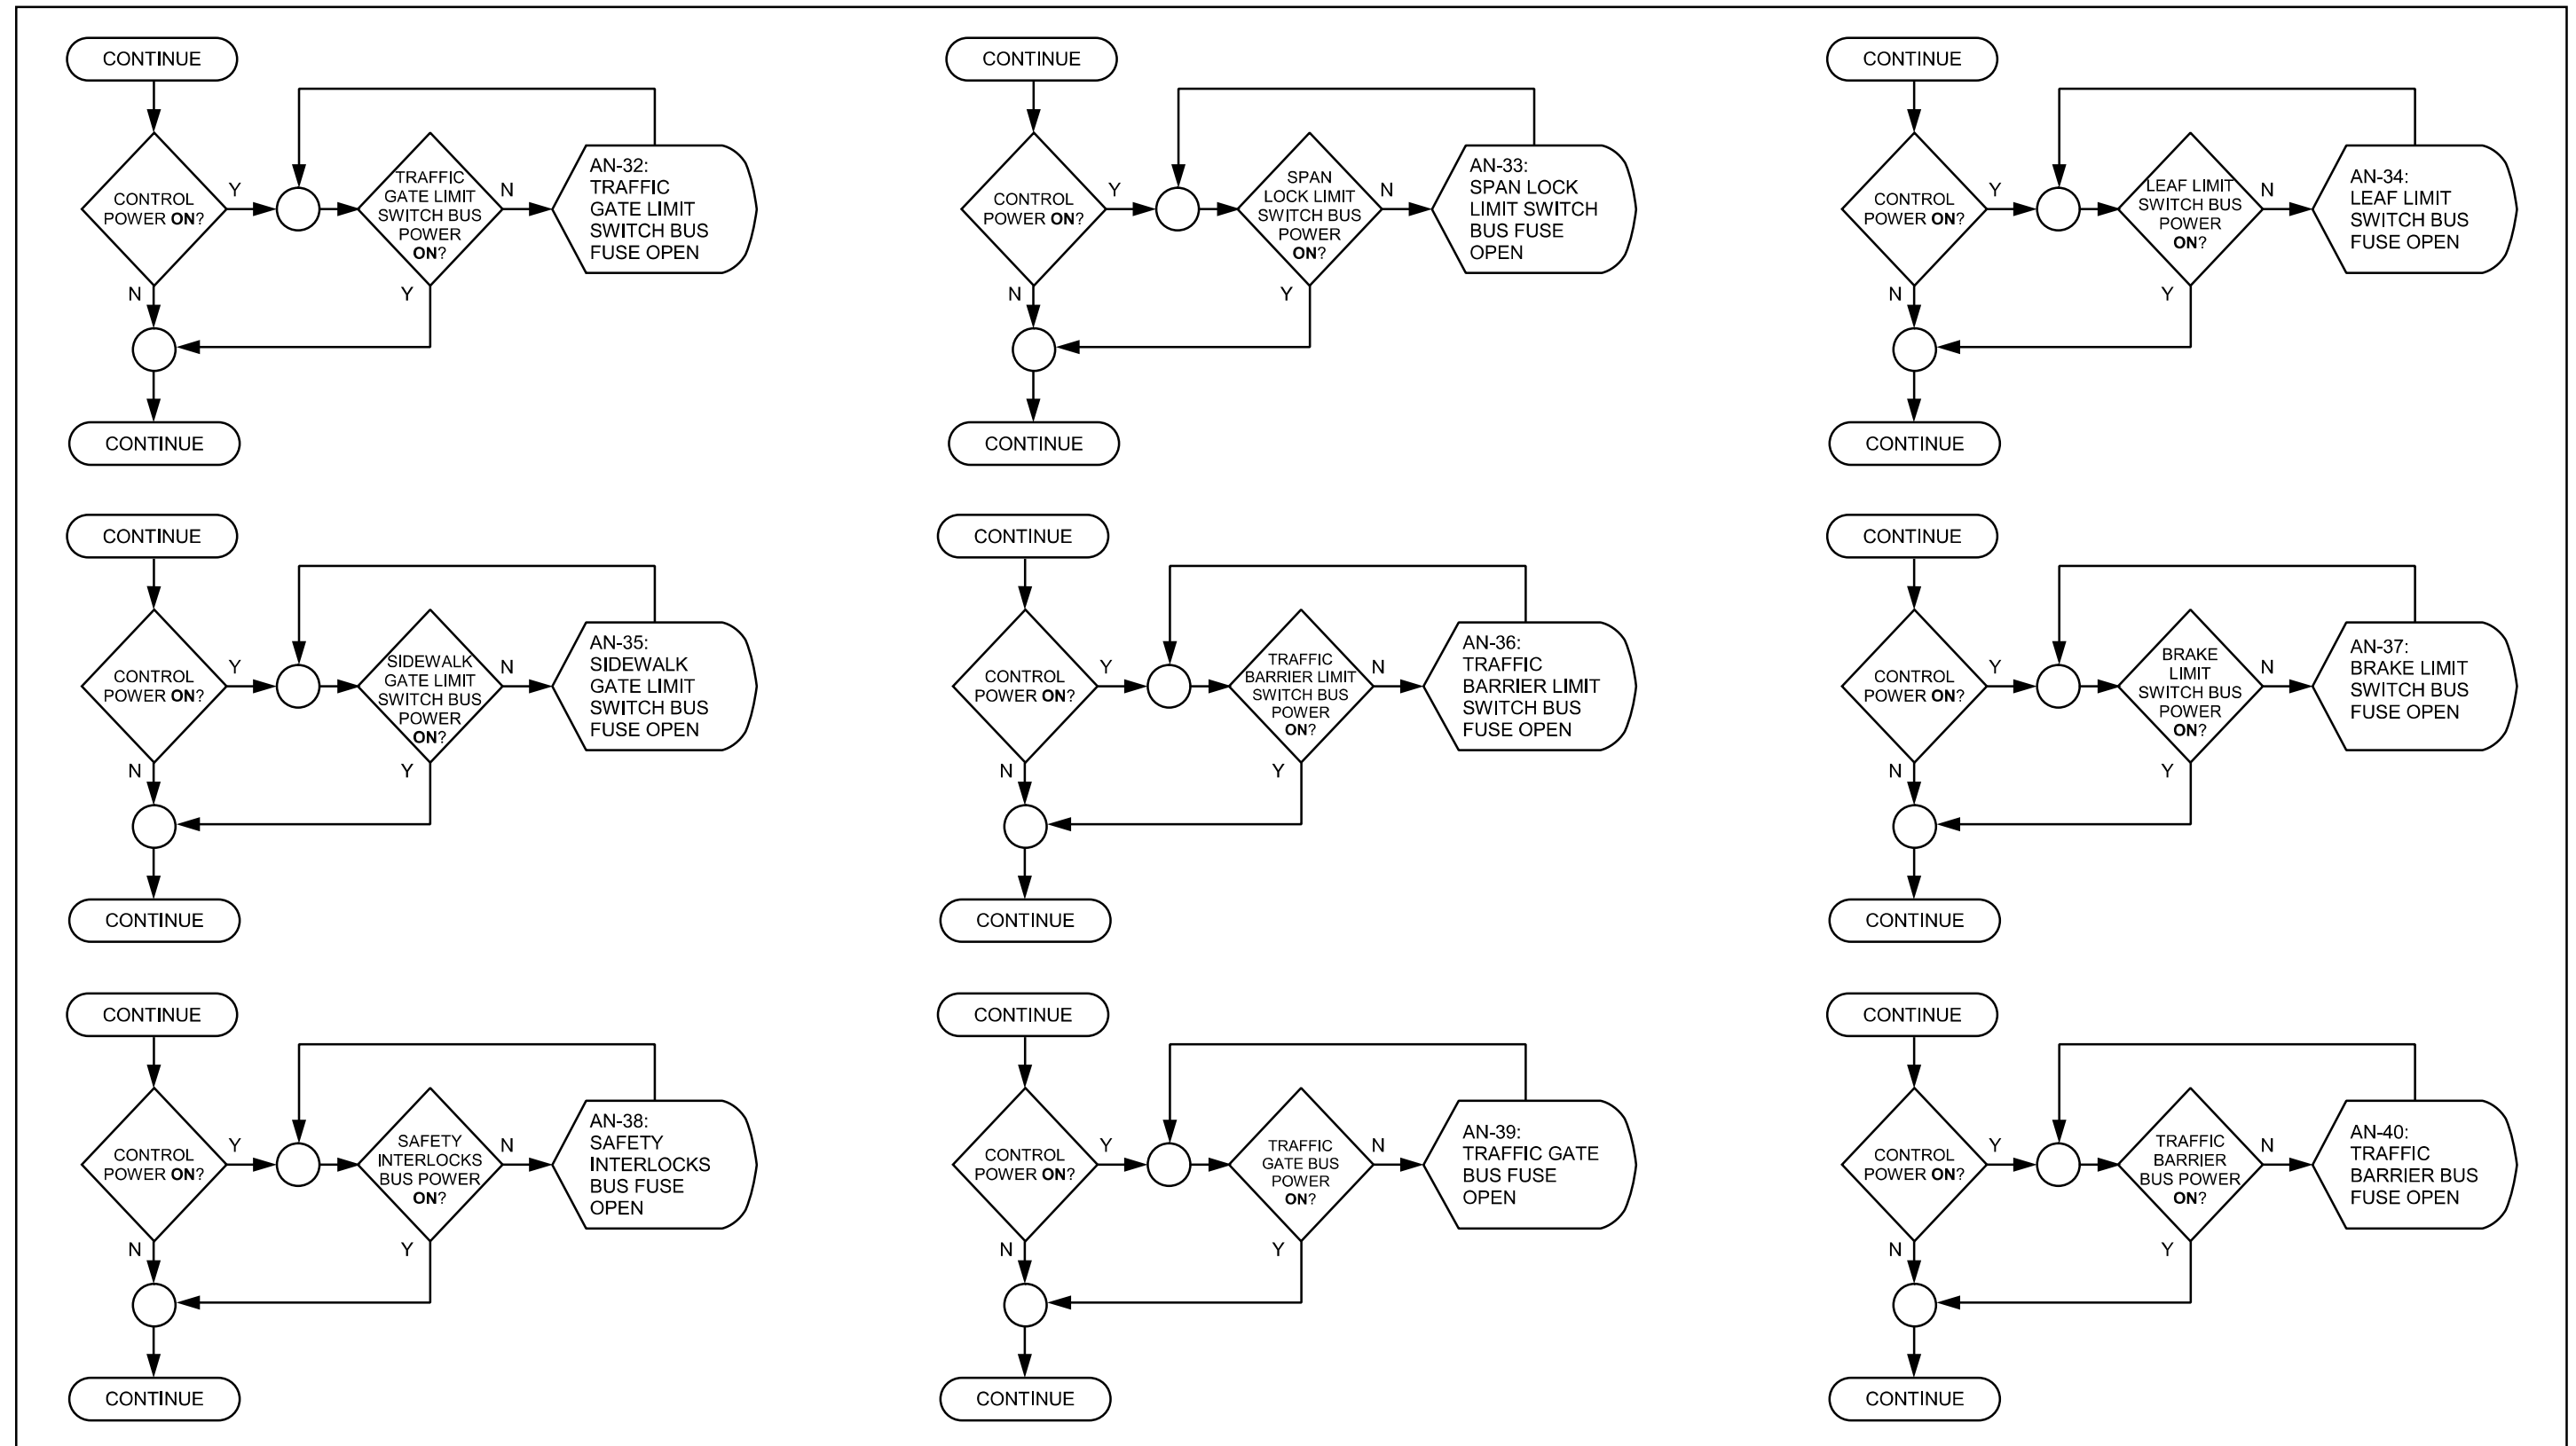 CONTINUE
CONTROL
POWER ON?
Y
N
TRAFFIC
GATE LIMIT
SWITCH BUS
POWER
ON?
N
Y
AN-32:
TRAFFIC
GATE LIMIT
SWITCH BUS
FUSE OPEN
CONTINUE
CONTINUE
CONTROL
POWER ON?
Y
N
SPAN
LOCK LIMIT
SWITCH BUS
POWER
ON?
N
Y
AN-33:
SPAN LOCK
LIMIT SWITCH
BUS FUSE
OPEN
CONTINUE
CONTINUE
CONTROL
POWER ON?
Y
N
LEAF LIMIT
SWITCH BUS
POWER
ON?
N
Y
AN-34:
LEAF LIMIT
SWITCH BUS
FUSE OPEN
CONTINUE
CONTINUE
CONTROL
POWER ON?
Y
N
SIDEWALK
GATE LIMIT
SWITCH BUS
POWER
ON?
N
Y
AN-35:
SIDEWALK
GATE LIMIT
SWITCH BUS
FUSE OPEN
CONTINUE
CONTINUE
CONTROL
POWER ON?
Y
N
TRAFFIC
BARRIER LIMIT
SWITCH BUS
POWER
ON?
N
Y
AN-36:
TRAFFIC
BARRIER LIMIT
SWITCH BUS
FUSE OPEN
CONTINUE
CONTINUE
CONTROL
POWER ON?
Y
N
BRAKE
LIMIT
SWITCH BUS
POWER
ON?
N
Y
AN-37:
BRAKE LIMIT
SWITCH BUS
FUSE OPEN
CONTINUE
CONTINUE
CONTROL
POWER ON?
Y
N
SAFETY
INTERLOCKS
BUS POWER
ON?
N
Y
AN-38:
SAFETY
INTERLOCKS
BUS FUSE
OPEN
CONTINUE
CONTINUE
CONTROL
POWER ON?
Y
N
TRAFFIC
GATE BUS
POWER
ON?
N
Y
AN-39:
TRAFFIC GATE
BUS FUSE
OPEN
CONTINUE
CONTINUE
CONTROL
POWER ON?
Y
N
TRAFFIC
BARRIER
BUS POWER
ON?
N
Y
AN-40:
TRAFFIC
BARRIER BUS
FUSE OPEN
CONTINUE